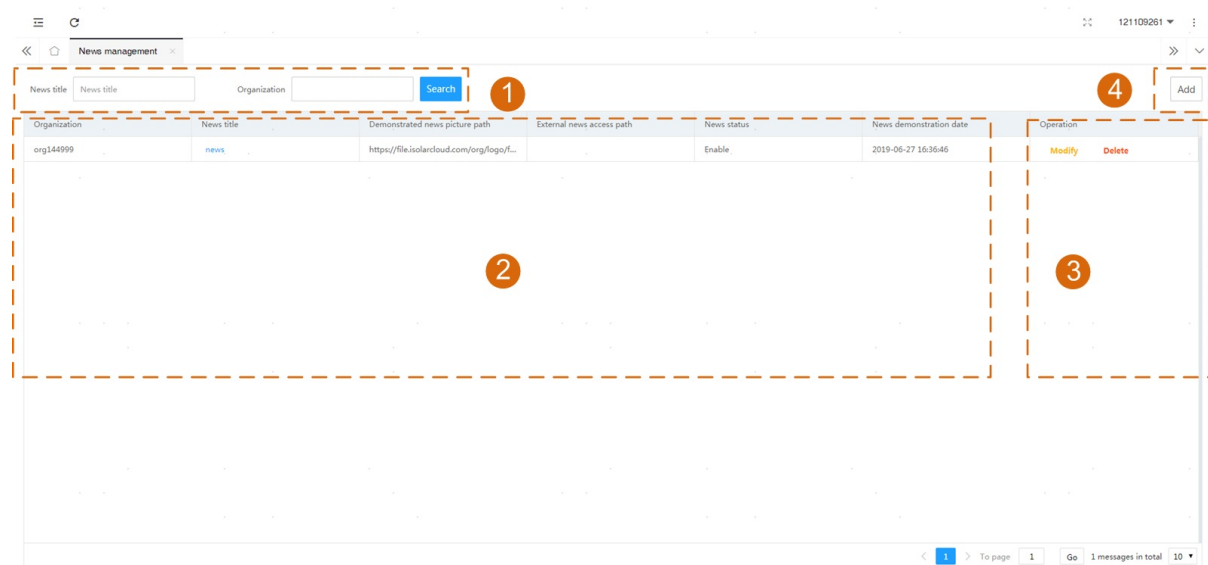 121109261
News management
News title News title Organization Search 1 4 Add
Organization News title Demonstrated news picture path External news access path News status News demonstration date Operation
org144999 news https://file.isolarcloud.com/org/logo/f... Enable 2019-06-27 16:36:46 Modify Delete
2 3
1 To page 1 Go 1 messages in total 10